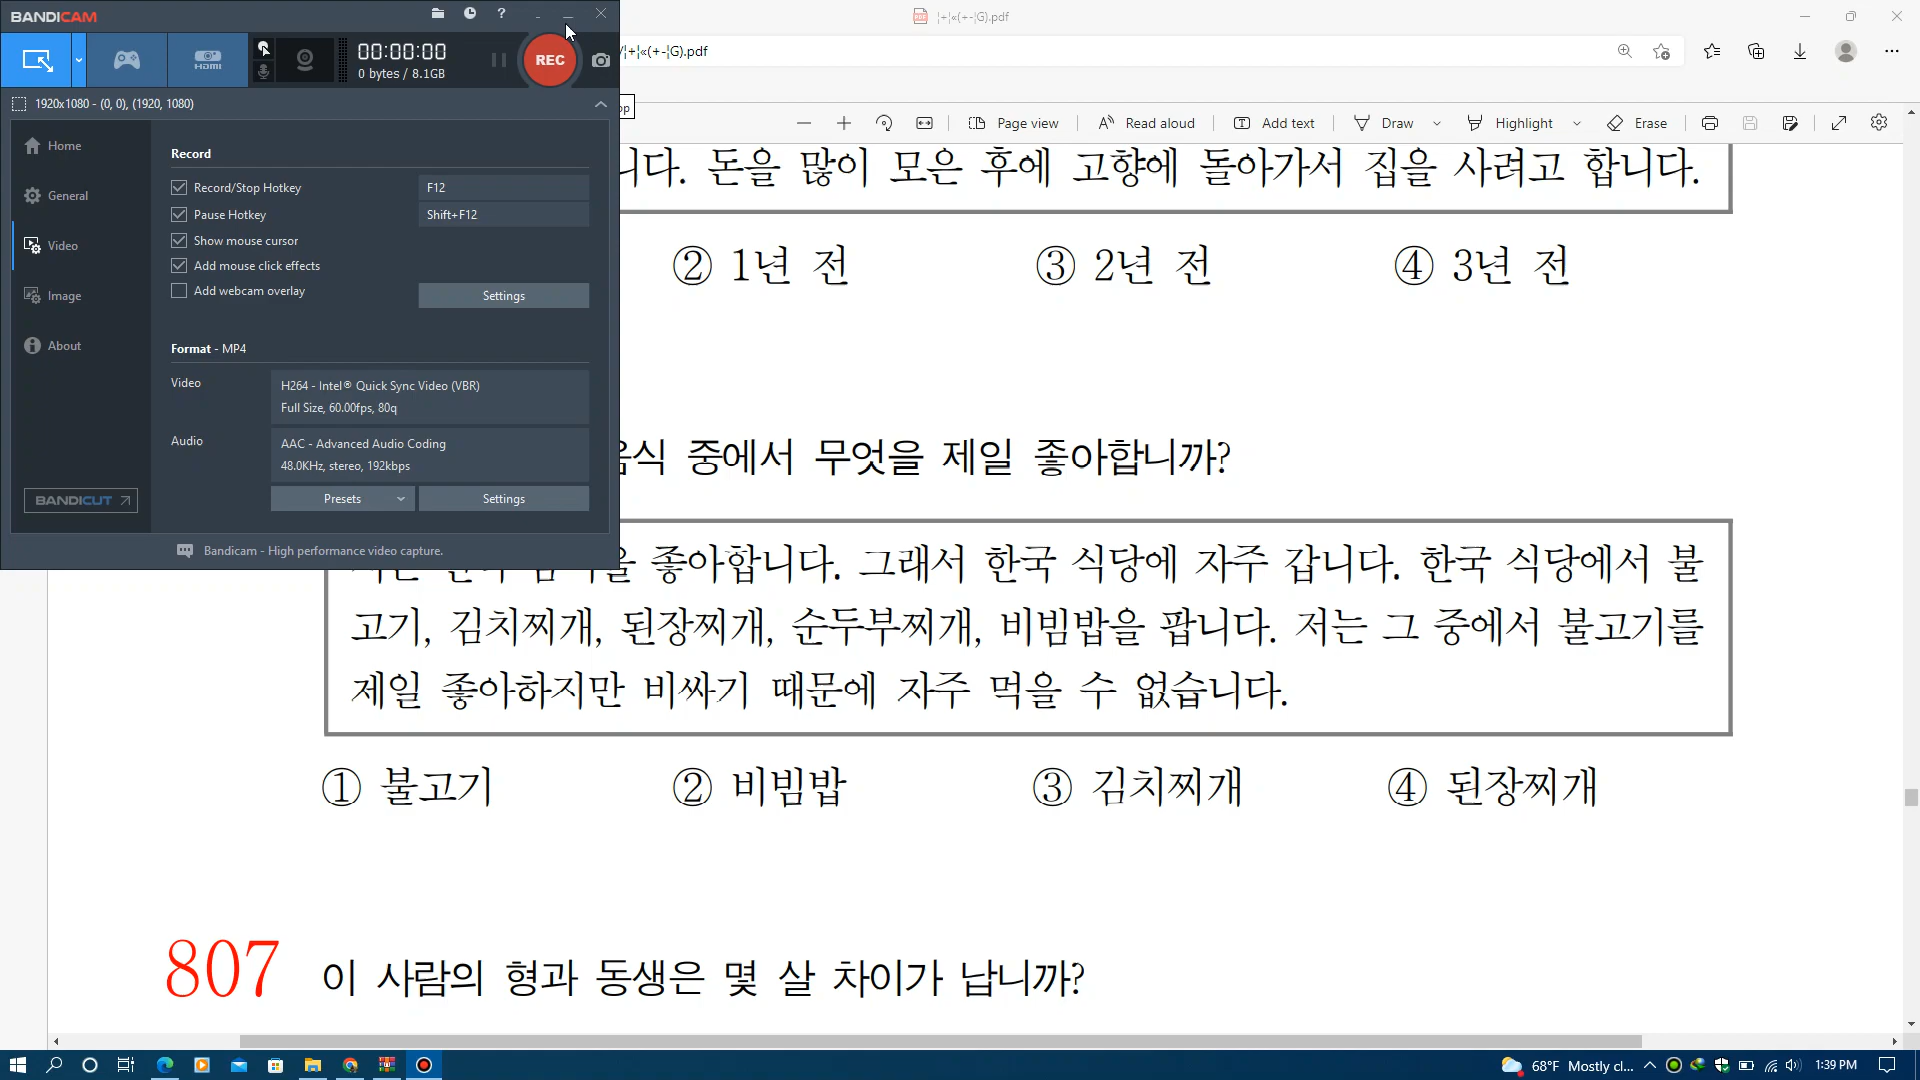 BANDICAM
00:00:00
0 bytes / 8.1GB
REC
HDMI
1920x1080 - (0, 0), (1920, 1080)
Home
General
Video
Image
About
BANDICUT
Record
Record/Stop Hotkey
F12
Pause Hotkey
Shift+F12
Show mouse cursor
Add mouse click effects
Add webcam overlay
Settings
Format - MP4
Video
H264 - Intel® Quick Sync Video (VBR)
Full Size, 60.00fps, 80q
Audio
AAC - Advanced Audio Coding
48.0KHz, stereo, 192kbps
Presets
Settings
Bandicam - High performance video capture.
¦+¦«(+-¦G).pdf
/¦+¦«(+-¦G).pdf
Page view
Read aloud
Add text
Draw
Highlight
Erase
니다. 돈을 많이 모은 후에 고향에 돌아가서 집을 사려고 합니다.
② 1년 전
③ 2년 전
④ 3년 전
음식 중에서 무엇을 제일 좋아합니까?
좋아합니다. 그래서 한국 식당에 자주 갑니다. 한국 식당에서 불
고기, 김치찌개, 된장찌개, 순두부찌개, 비빔밥을 팝니다. 저는 그 중에서 불고기를
제일 좋아하지만 비싸기 때문에 자주 먹을 수 없습니다.
① 불고기
② 비빔밥
③ 김치찌개
④ 된장찌개
807
이 사람의 형과 동생은 몇 살 차이가 납니까?
68°F Mostly cl...
1:39 PM